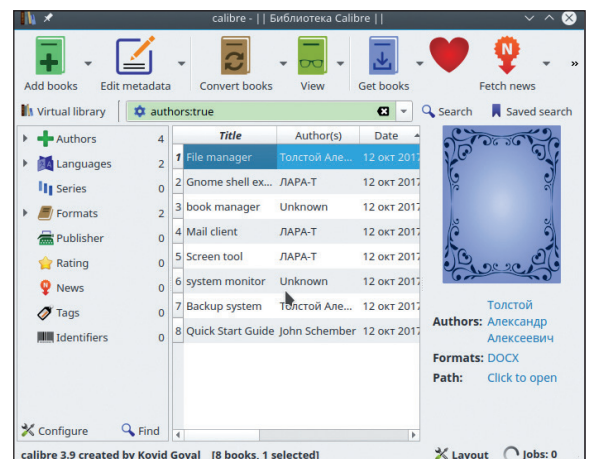 calibre - || Библиотека Calibre ||
Add books
Edit metadata
Convert books
View
Get books
Fetch news
»
Virtual library
authors:true
Search
Saved search
Authors 4
Languages 2
Series 0
Formats 2
Publisher 0
Rating 0
News 0
Tags 0
Identifiers 0
Configure
Find
Title Author(s) Date
1 File manager Толстой Але... 12 окт 2017
2 Gnome shell ex... ЛАРА-Т 12 окт 2017
3 book manager Unknown 12 окт 2017
4 Mail client ЛАРА-Т 12 окт 2017
5 Screen tool ЛАРА-Т 12 окт 2017
6 system monitor Unknown 12 окт 2017
7 Backup system Толстой Але... 12 окт 2017
8 Quick Start Guide John Schember 12 окт 2017
Authors: Толстой
Александр
Алексеевич
Formats: DOCX
Path: Click to open
calibre 3.9 created by Kovid Goyal [8 books, 1 selected]
Layout
Jobs: 0